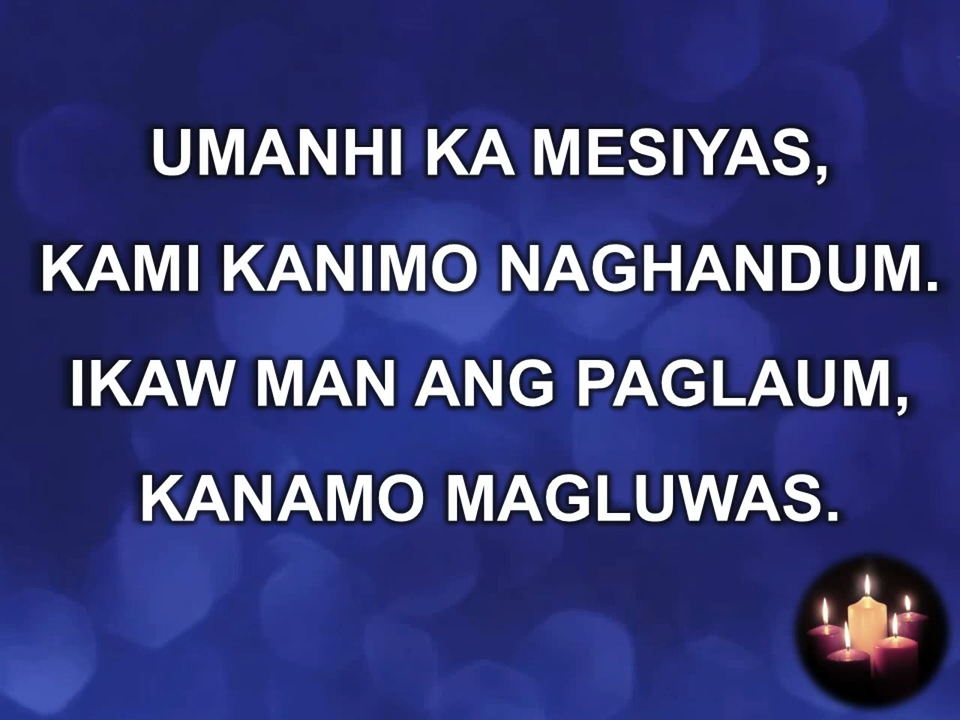 UMANHI KA MESIYAS,
KAMI KANIMO NAGHANDUM.
IKAW MAN ANG PAGLAUM,
KANAMO MAGLUWAS.